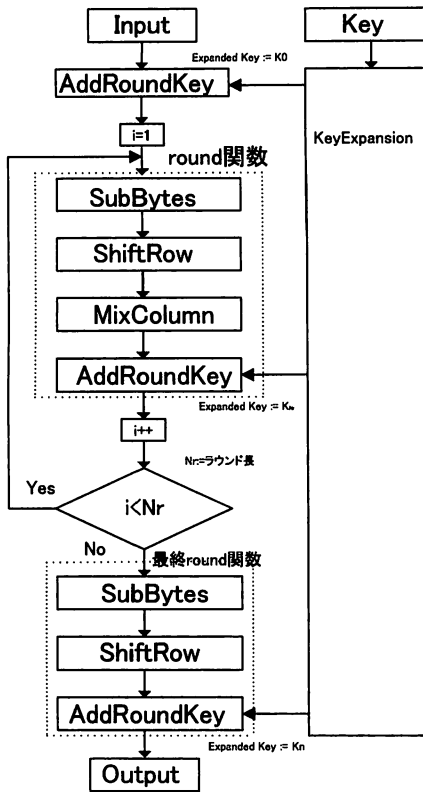 Input
Key
Expanded Key := K0
AddRoundKey
KeyExpansion
i=1
round関数
SubBytes
ShiftRow
MixColumn
AddRoundKey
Expanded Key :=
i++
Nr:=ラウンド長
Yes
i<Nr
No
最終round関数
SubBytes
ShiftRow
AddRoundKey
Expanded Key := Kn
Output